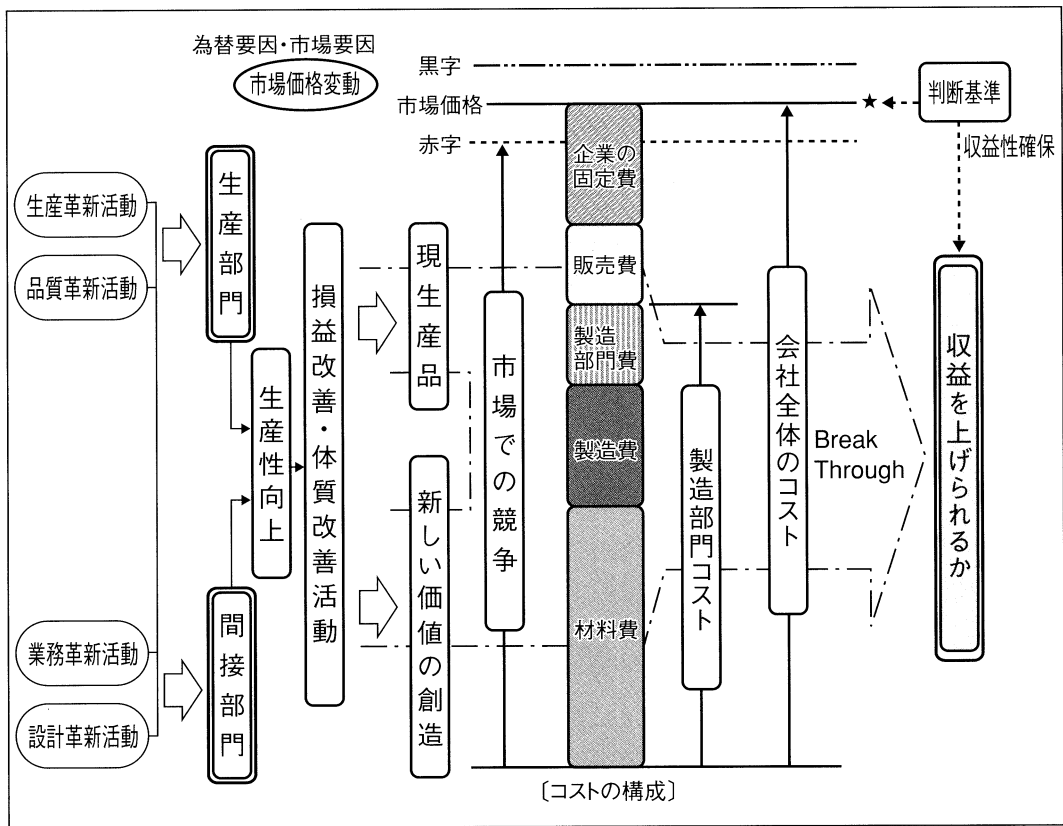 為替要因・市場要因
市場価格変動
黒字
市場価格
赤字
★
判断基準
収益性確保
生産革新活動
品質革新活動
業務革新活動
設計革新活動
生産部門
間接部門
生産性向上
損益改善・体質改善活動
現生産品
新しい価値の創造
市場での競争
企業の
固定費
販売費
製造
部門費
製造費
材料費
製造部門コスト
会社全体のコスト
Break
Through
収益を上げられるか
〔コストの構成〕